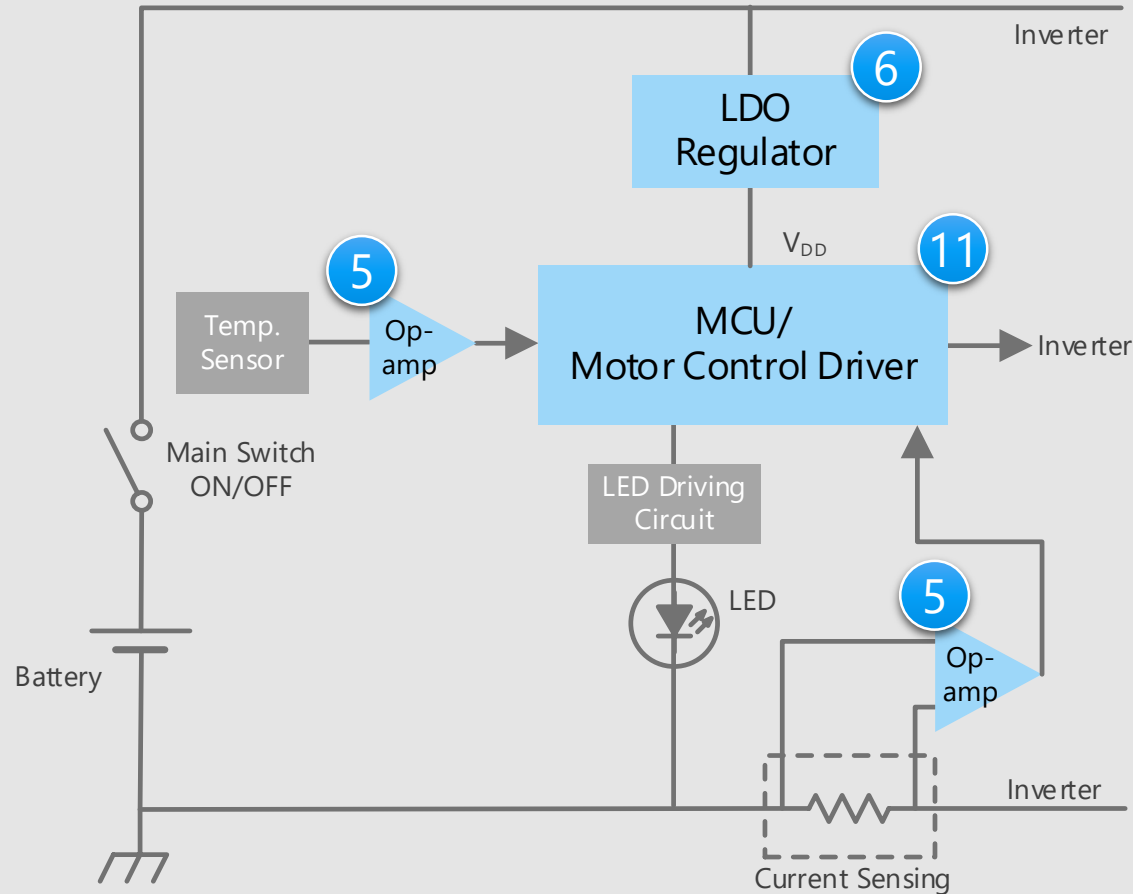 Inverter
6
LDO
Regulator
V_DD
5
11
Temp.
Sensor
Op-
amp
MCU/
Motor Control Driver
Inverter
Main Switch
ON/OFF
LED Driving
Circuit
LED
5
Op-
amp
Battery
Inverter
Current Sensing